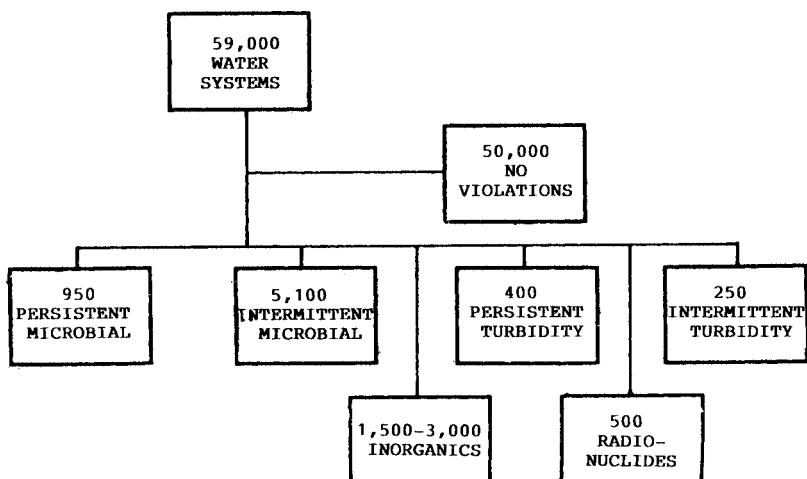 59,000
WATER
SYSTEMS
50,000
NO
VIOLATIONS
950
PERSISTENT
MICROBIAL
5,100
INTERMITTENT
MICROBIAL
400
PERSISTENT
TURBIDITY
250
INTERMITTENT
TURBIDITY
1,500-3,000
INORGANICS
500
RADIO-
NUCLIDES